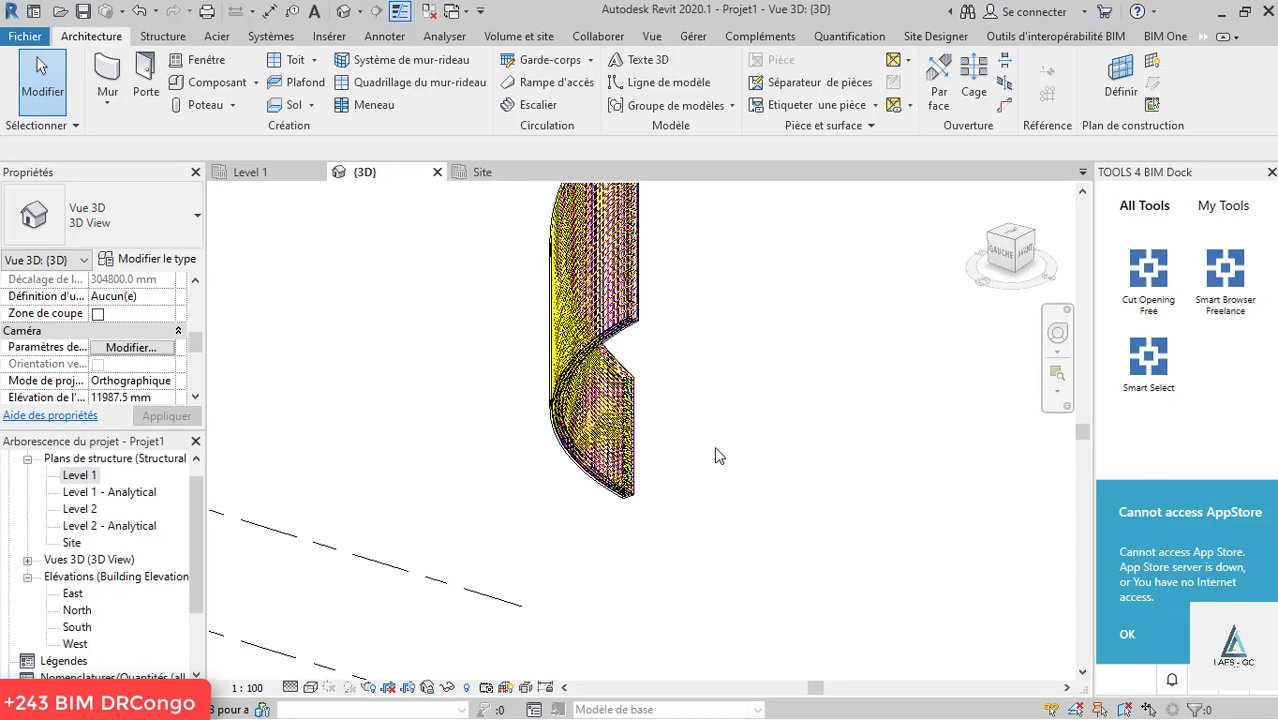 Autodesk Revit 2020.1 - Projet1 - Vue 3D: {3D}
Se connecter
Fichier Architecture Structure Acier Systèmes Insérer Annoter Analyser Volume et site Collaborer Vue Gérer Compléments Quantification Site Designer Outils d'interopérabilité BIM BIM One
Modifier
Mur
Porte
Fenêtre
Composant
Poteau
Toit
Plafond
Sol
Système de mur-rideau
Quadrillage du mur-rideau
Meneau
Garde-corps
Rampe d'accès
Escalier
Texte 3D
Ligne de modèle
Groupe de modèles
Pièce
Séparateur de pièces
Etiqueter une pièce
Par face
Cage
Définir
Sélectionner Création Circulation Modèle Pièce et surface Ouverture Référence Plan de construction
Propriétés
Level 1 {3D} Site
TOOLS 4 BIM Dock
Vue 3D
3D View
Vue 3D: {3D} Modifier le type
Décalage de l... 304800.0 mm
Définition d'u... Aucun(e)
Zone de coupe
Caméra
Paramètres de... Modifier...
Orientation ve...
Mode de proj... Orthographique
Elévation de l'... 11987.5 mm
Aide des propriétés Appliquer
Arborescence du projet - Projet1
Plans de structure (Structural
Level 1
Level 1 - Analytical
Level 2
Level 2 - Analytical
Site
Vues 3D (3D View)
Elévations (Building Elevation
East
North
South
West
Légendes
Nomenclatures/Quantités (all
+243 BIM DRCongo
GAUCHE
1 : 100
3 pour a
:0
Modèle de base
:0
All Tools My Tools
Cut Opening Free
Smart Browser Freelance
Smart Select
Cannot access AppStore
Cannot access App Store.
App Store server is down,
or You have no Internet
access.
OK
LAES_GC